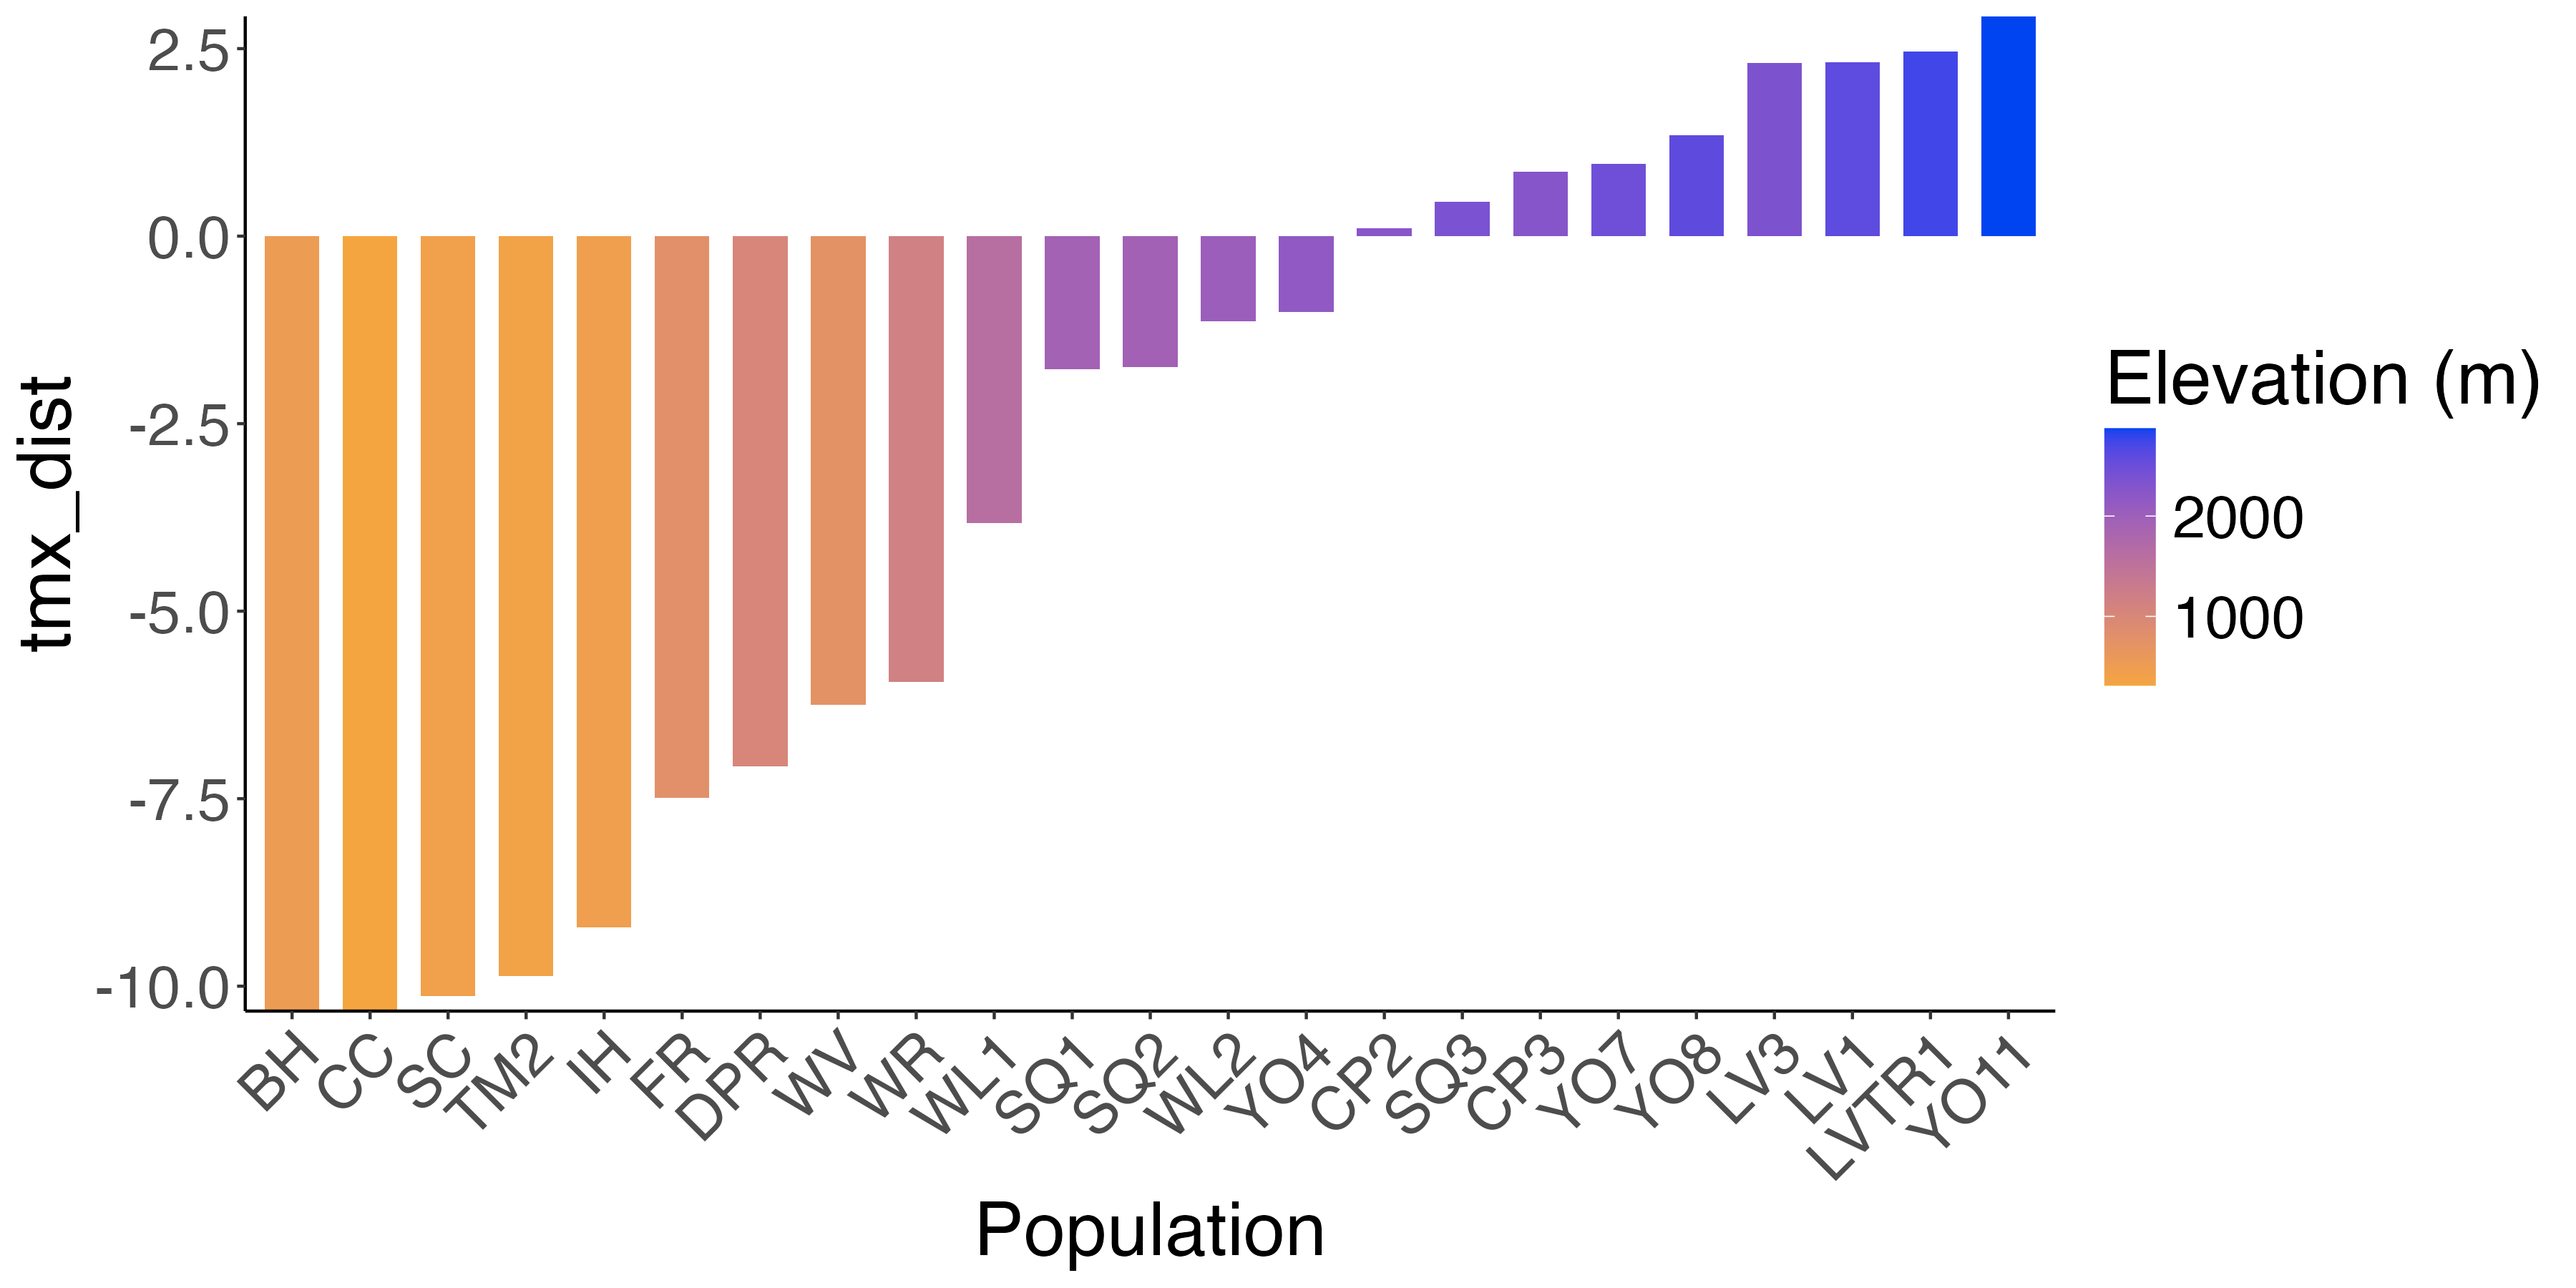 2.5
0.0
-2.5
-5.0
-7.5
-10.0
tmx_dist
BH
CC
SC
TM2
IH
FR
DPR
WV
WR
WL1
SQ1
SQ2
WL2
YO4
CP2
SQ3
CP3
YO7
YO8
LV3
LV1
LVTR1
YO11
Population
Elevation (m)
2000
1000